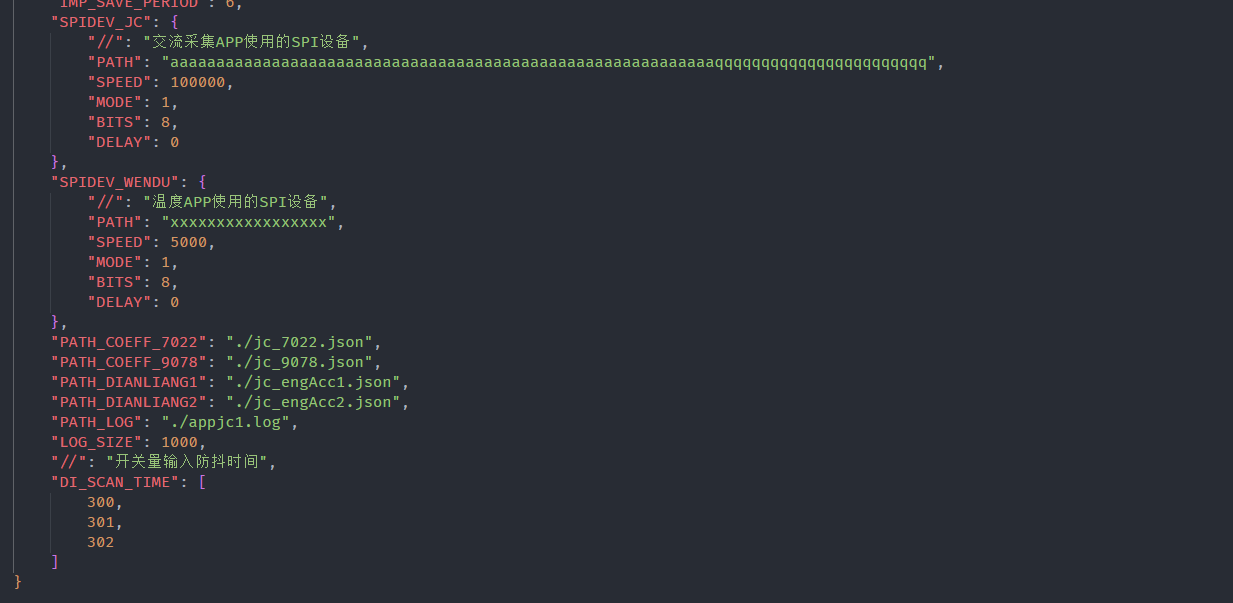 "IMP_SAVE_PERIOD": 6,
"SPIDEV_JC": {
"//": "交流采集APP使用的SPI设备",
"PATH": "aaaaaaaaaaaaaaaaaaaaaaaaaaaaaaaaaaaaaaaaaaaaaaaaaaaaaaaaaaaqqqqqqqqqqqqqqqqqqqqqqq",
"SPEED": 100000,
"MODE": 1,
"BITS": 8,
"DELAY": 0
},
"SPIDEV_WENDU": {
"//": "温度APP使用的SPI设备",
"PATH": "xxxxxxxxxxxxxxxxx",
"SPEED": 5000,
"MODE": 1,
"BITS": 8,
"DELAY": 0
},
"PATH_COEFF_7022": "./jc_7022.json",
"PATH_COEFF_9078": "./jc_9078.json",
"PATH_DIANLIANG1": "./jc_engAcc1.json",
"PATH_DIANLIANG2": "./jc_engAcc2.json",
"PATH_LOG": "./appjc1.log",
"LOG_SIZE": 1000,
"//": "开关量输入防抖时间",
"DI_SCAN_TIME": [
300,
301,
302
]
}